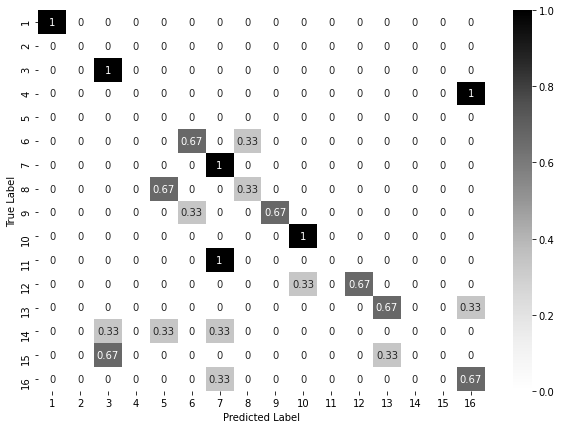 1 1 0 0 0 0 0 0 0 0 0 0 0 0 0 0 0
2 0 0 0 0 0 0 0 0 0 0 0 0 0 0 0 0
3 0 0 1 0 0 0 0 0 0 0 0 0 0 0 0 0
4 0 0 0 0 0 0 0 0 0 0 0 0 0 0 0 1
5 0 0 0 0 0 0 0 0 0 0 0 0 0 0 0 0
6 0 0 0 0 0 0.67 0 0.33 0 0 0 0 0 0 0 0
7 0 0 0 0 0 0 1 0 0 0 0 0 0 0 0 0
8 0 0 0 0 0.67 0 0 0.33 0 0 0 0 0 0 0 0
9 0 0 0 0 0 0.33 0 0 0.67 0 0 0 0 0 0 0
10 0 0 0 0 0 0 0 0 0 1 0 0 0 0 0 0
11 0 0 0 0 0 0 1 0 0 0 0 0 0 0 0 0
12 0 0 0 0 0 0 0 0 0 0.33 0 0.67 0 0 0 0
13 0 0 0 0 0 0 0 0 0 0 0 0 0.67 0 0 0.33
14 0 0 0.33 0 0.33 0 0.33 0 0 0 0 0 0 0 0 0
15 0 0 0.67 0 0 0 0 0 0 0 0 0 0.33 0 0 0
16 0 0 0 0 0 0 0.33 0 0 0 0 0 0 0 0 0.67
1 2 3 4 5 6 7 8 9 10 11 12 13 14 15 16
Predicted Label
True Label
1.0
0.8
0.6
0.4
0.2
0.0